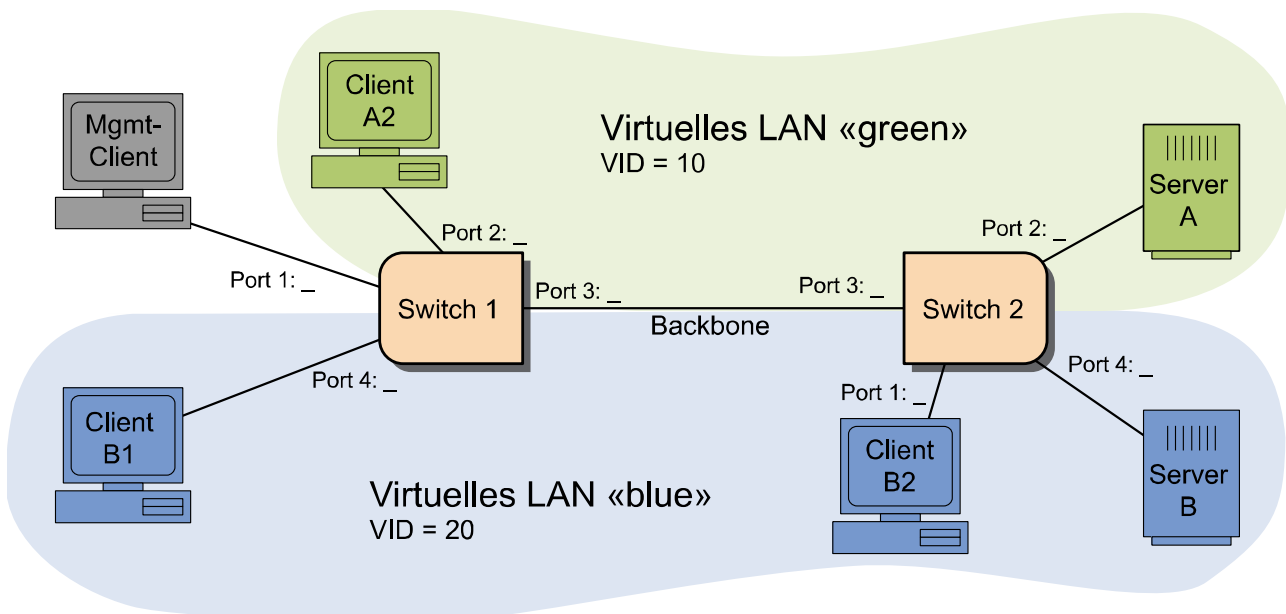 Client
A2
Mgmt-
Client
Virtuelles LAN «green»
VID = 10
Server
A
Port 2: _
Port 2: _
Port 1: _
Switch 1
Port 3: _
Port 3: _
Switch 2
Backbone
Port 4: _
Port 4: _
Port 1: _
Client
B1
Client
B2
Server
B
Virtuelles LAN «blue»
VID = 20